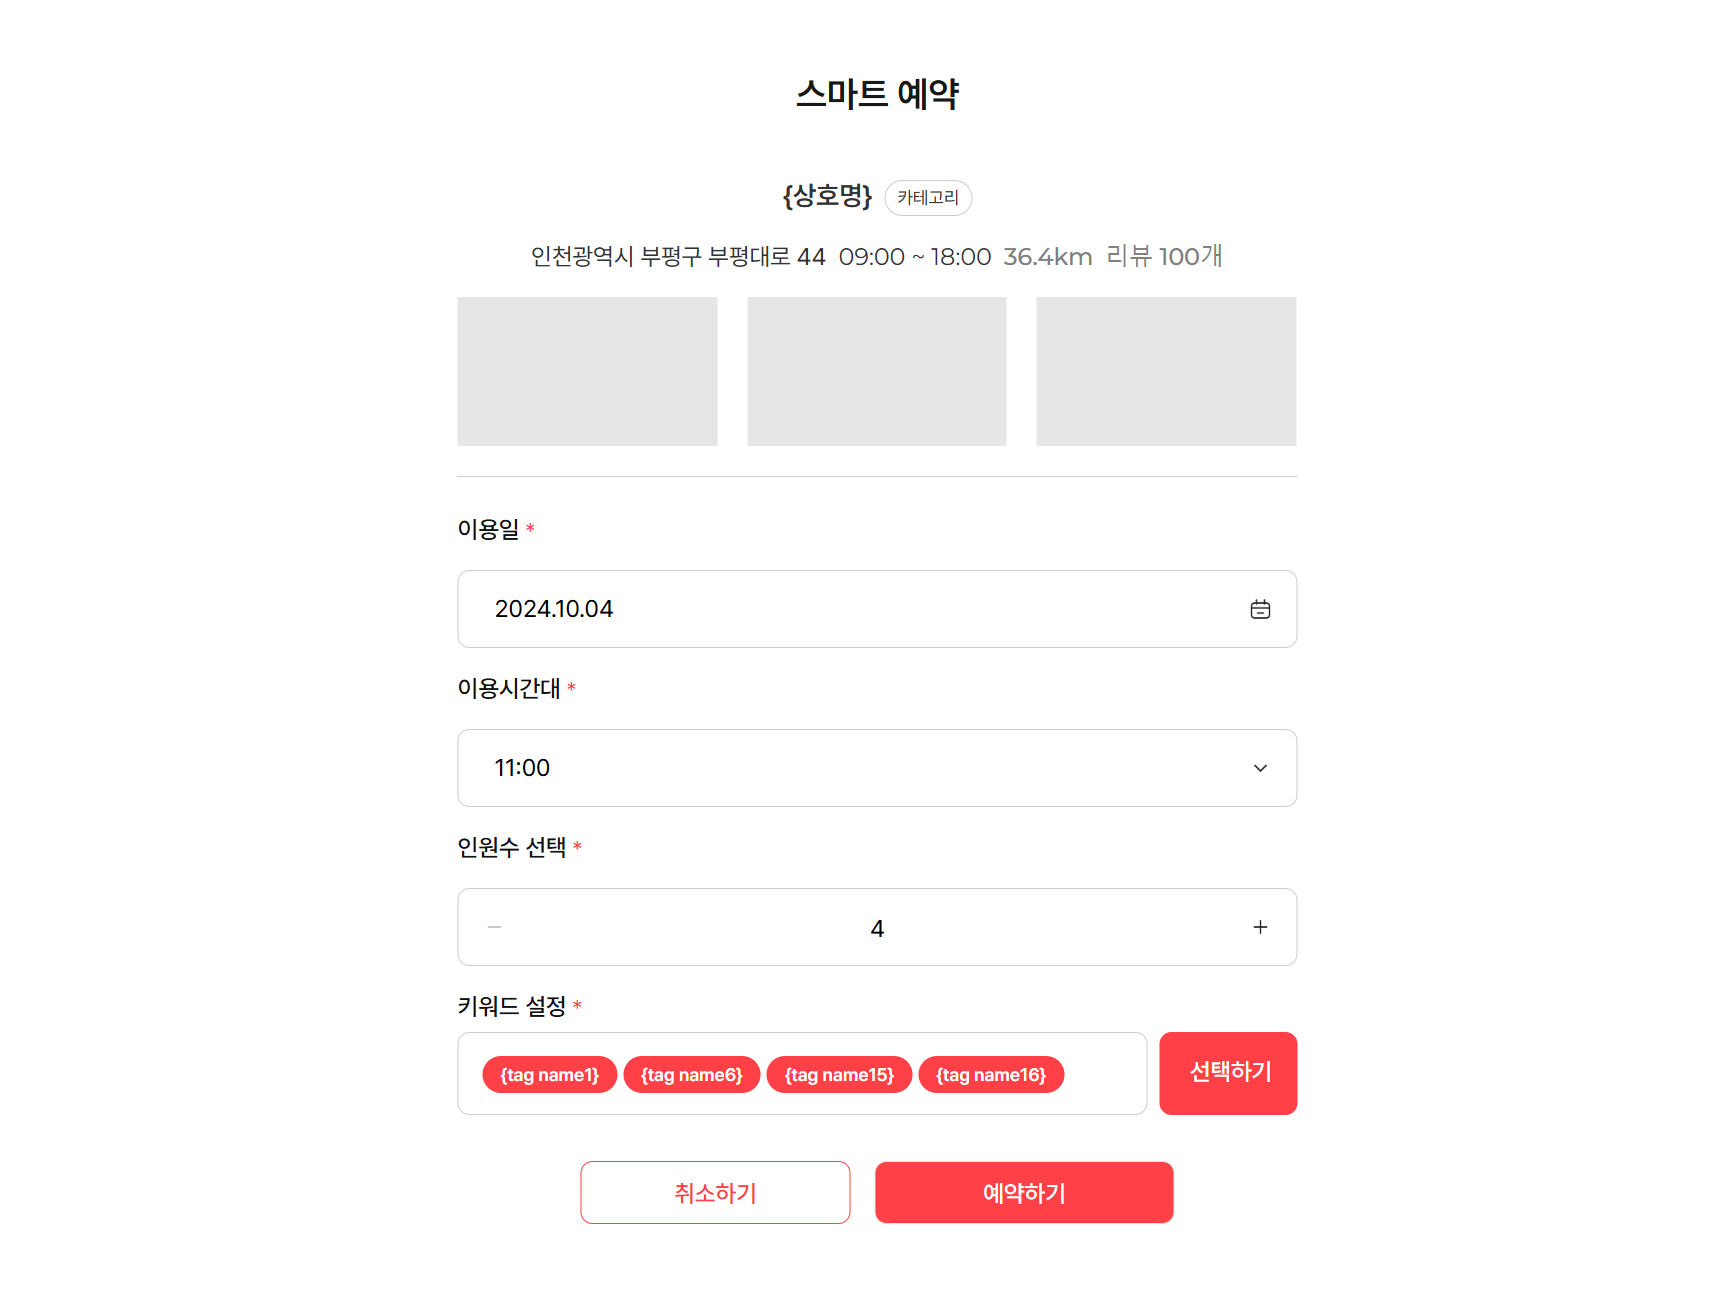 스마트 예약
{상호명} 카테고리
인천광역시 부평구 부평대로 44 09:00 ~ 18:00 36.4km 리뷰 100개
이용일 *
2024.10.04
이용시간대 *
11:00
인원수 선택 *
4
키워드 설정 *
{tag name1} {tag name6} {tag name15} {tag name16} 선택하기
취소하기 예약하기